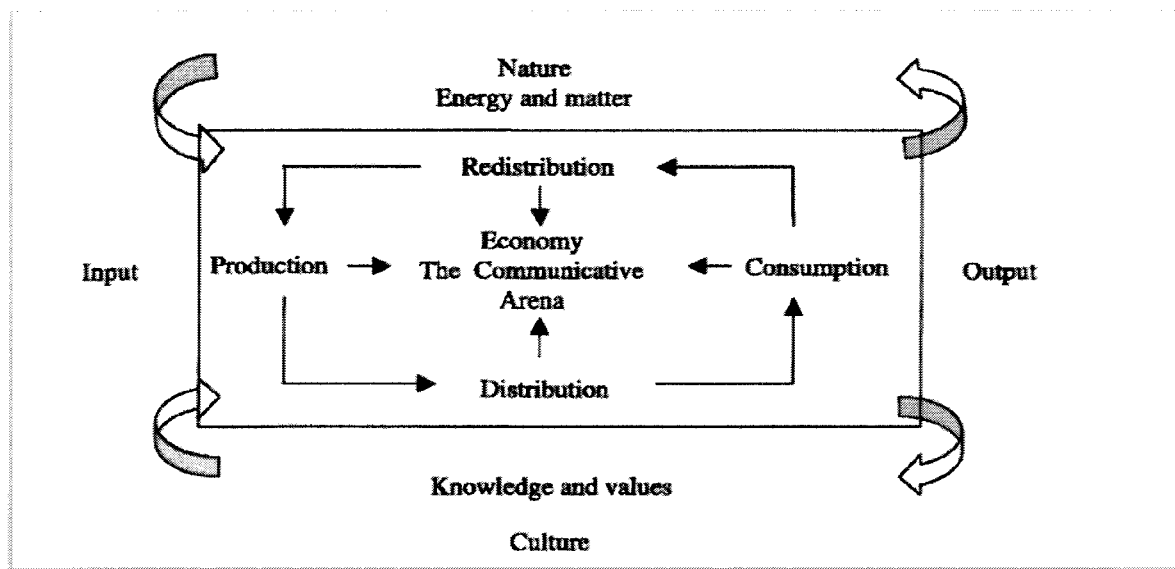 Nature
Energy and matter
Redistribution
Economy
The Communicative
Arena
Input
Production
Consumption
Output
Distribution
Knowledge and values
Culture